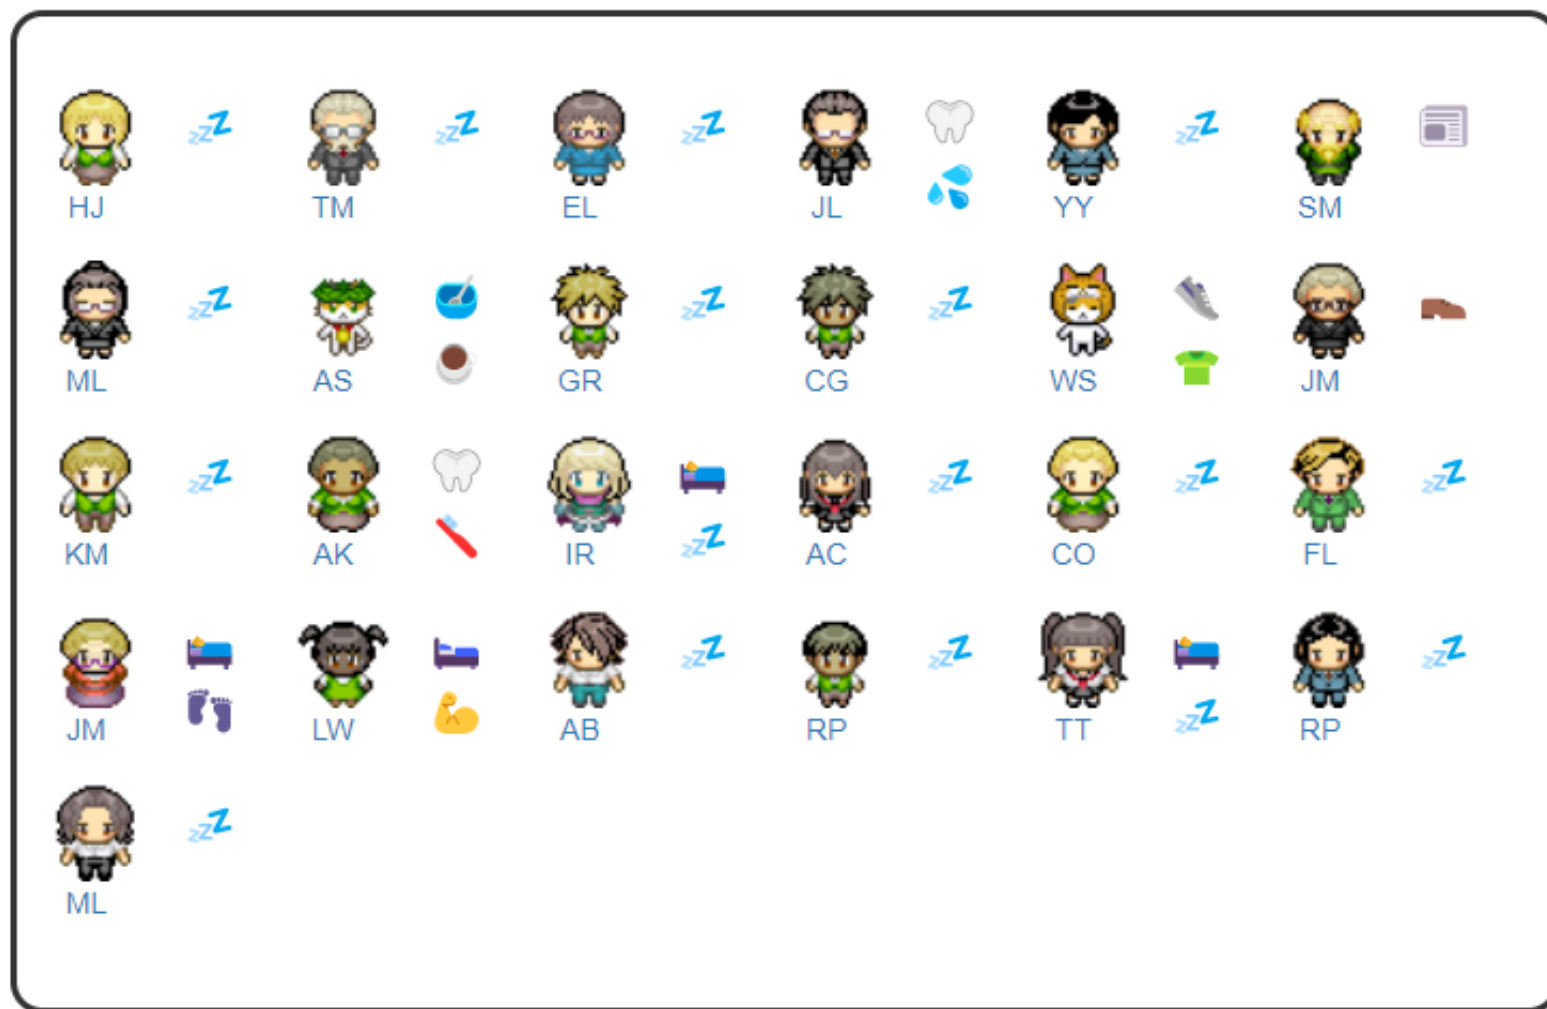 HJ TM EL JL YY SM
ML AS GR CG WS JM
KM AK IR AC CO FL
JM LW AB RP TT RP
ML